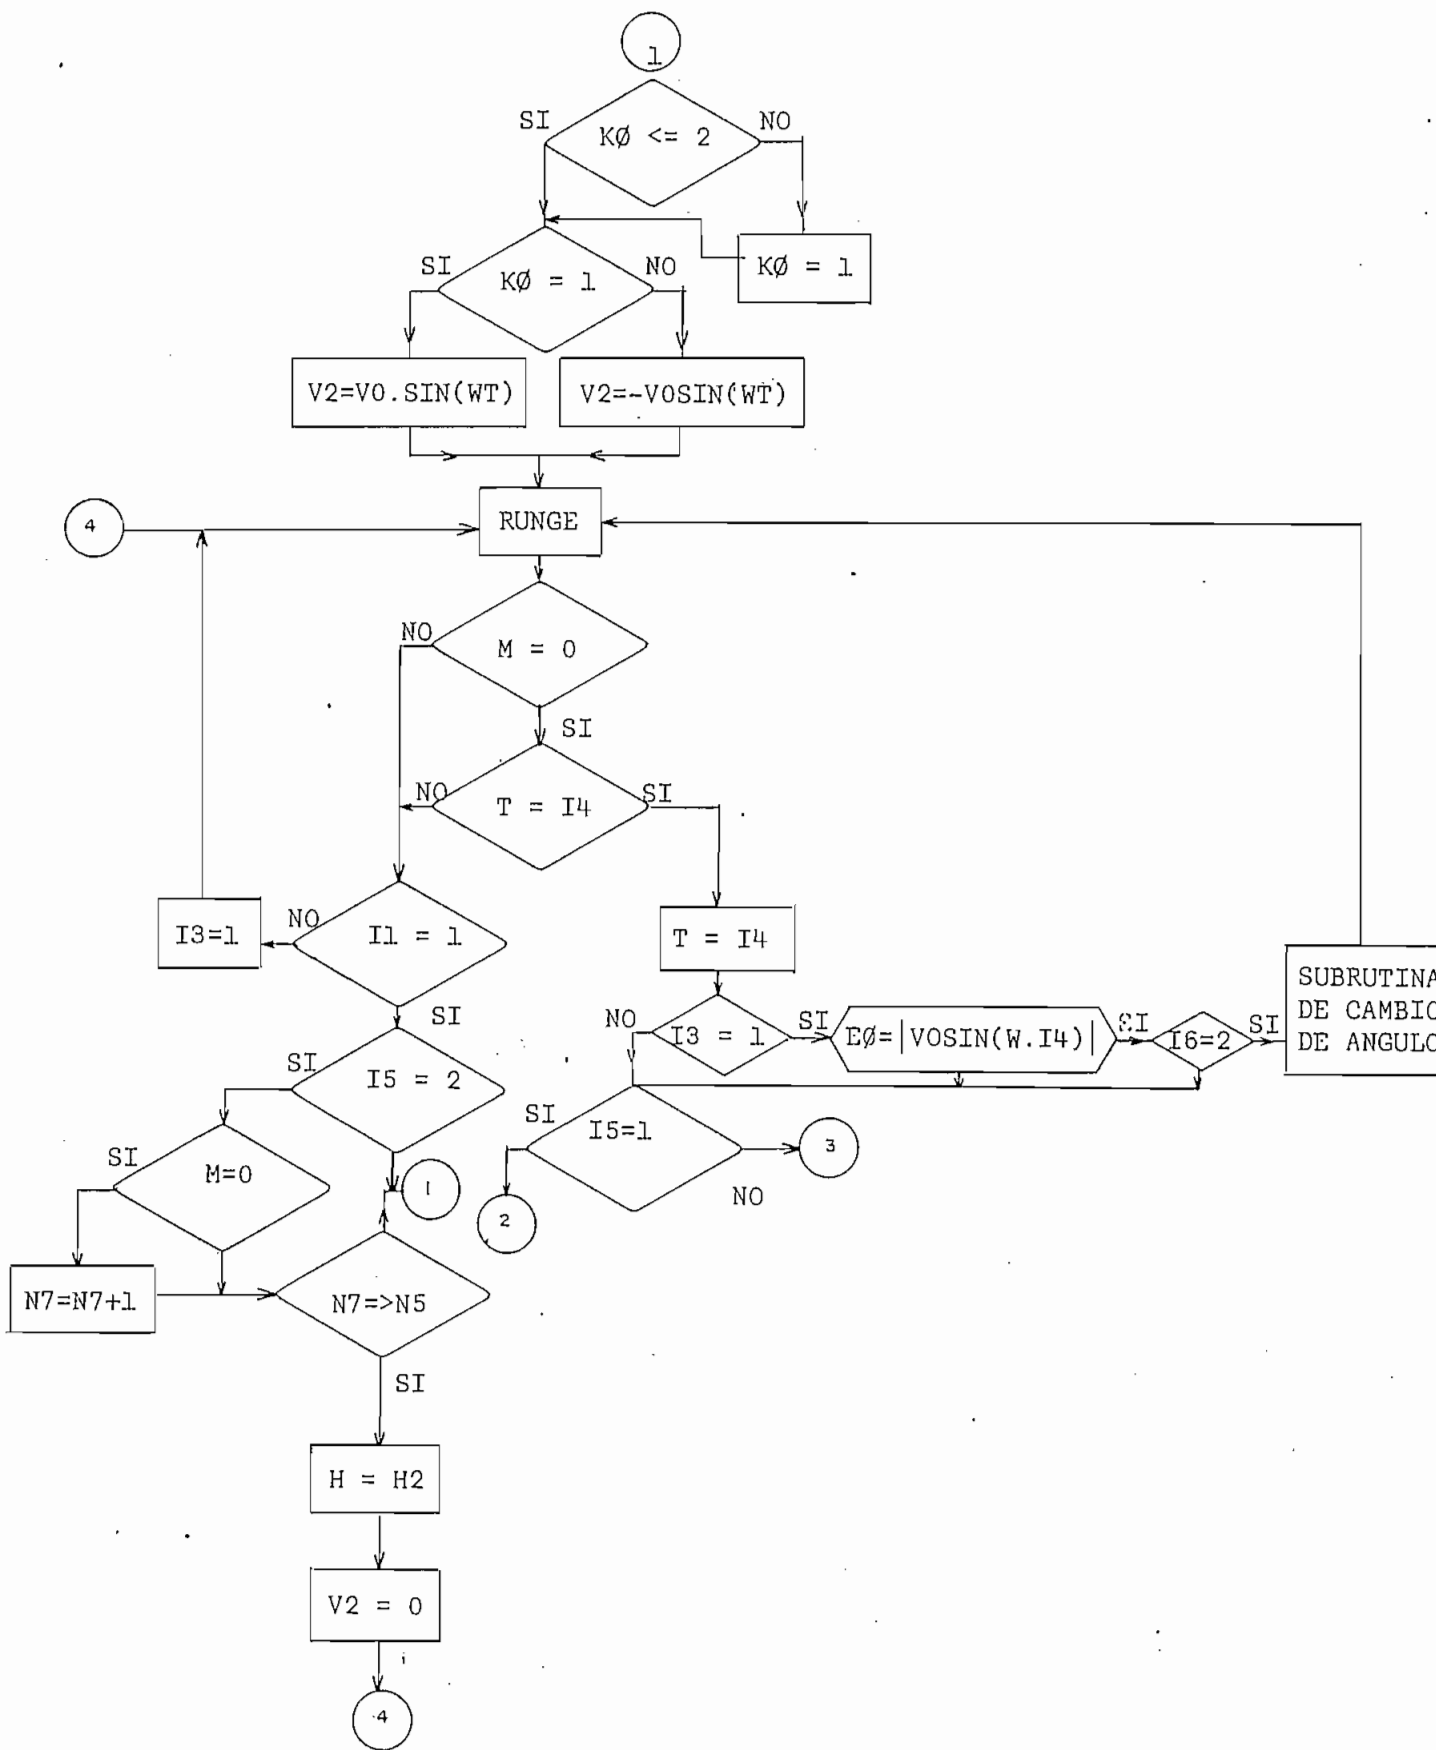 1
SI
NO
KØ <= 2
SI
NO
KØ = 1
KØ = 1
V2=VO.SIN(WT)
V2=-VOSIN(WT)
4
RUNGE
NO
M = 0
SI
NO
SI
T = I4
NO
I3=1
I1 = 1
T = I4
SI
NO
I3 = 1
SI
EØ=|VOSIN(W.I4)|
SI
I6=2
SI
SUBRUTINA
DE CAMBIO
DE ANGULO
SI
I5 = 2
SI
I5=1
3
NO
SI
M=0
1
2
N7=N7+1
N7=>N5
SI
H = H2
V2 = 0
4